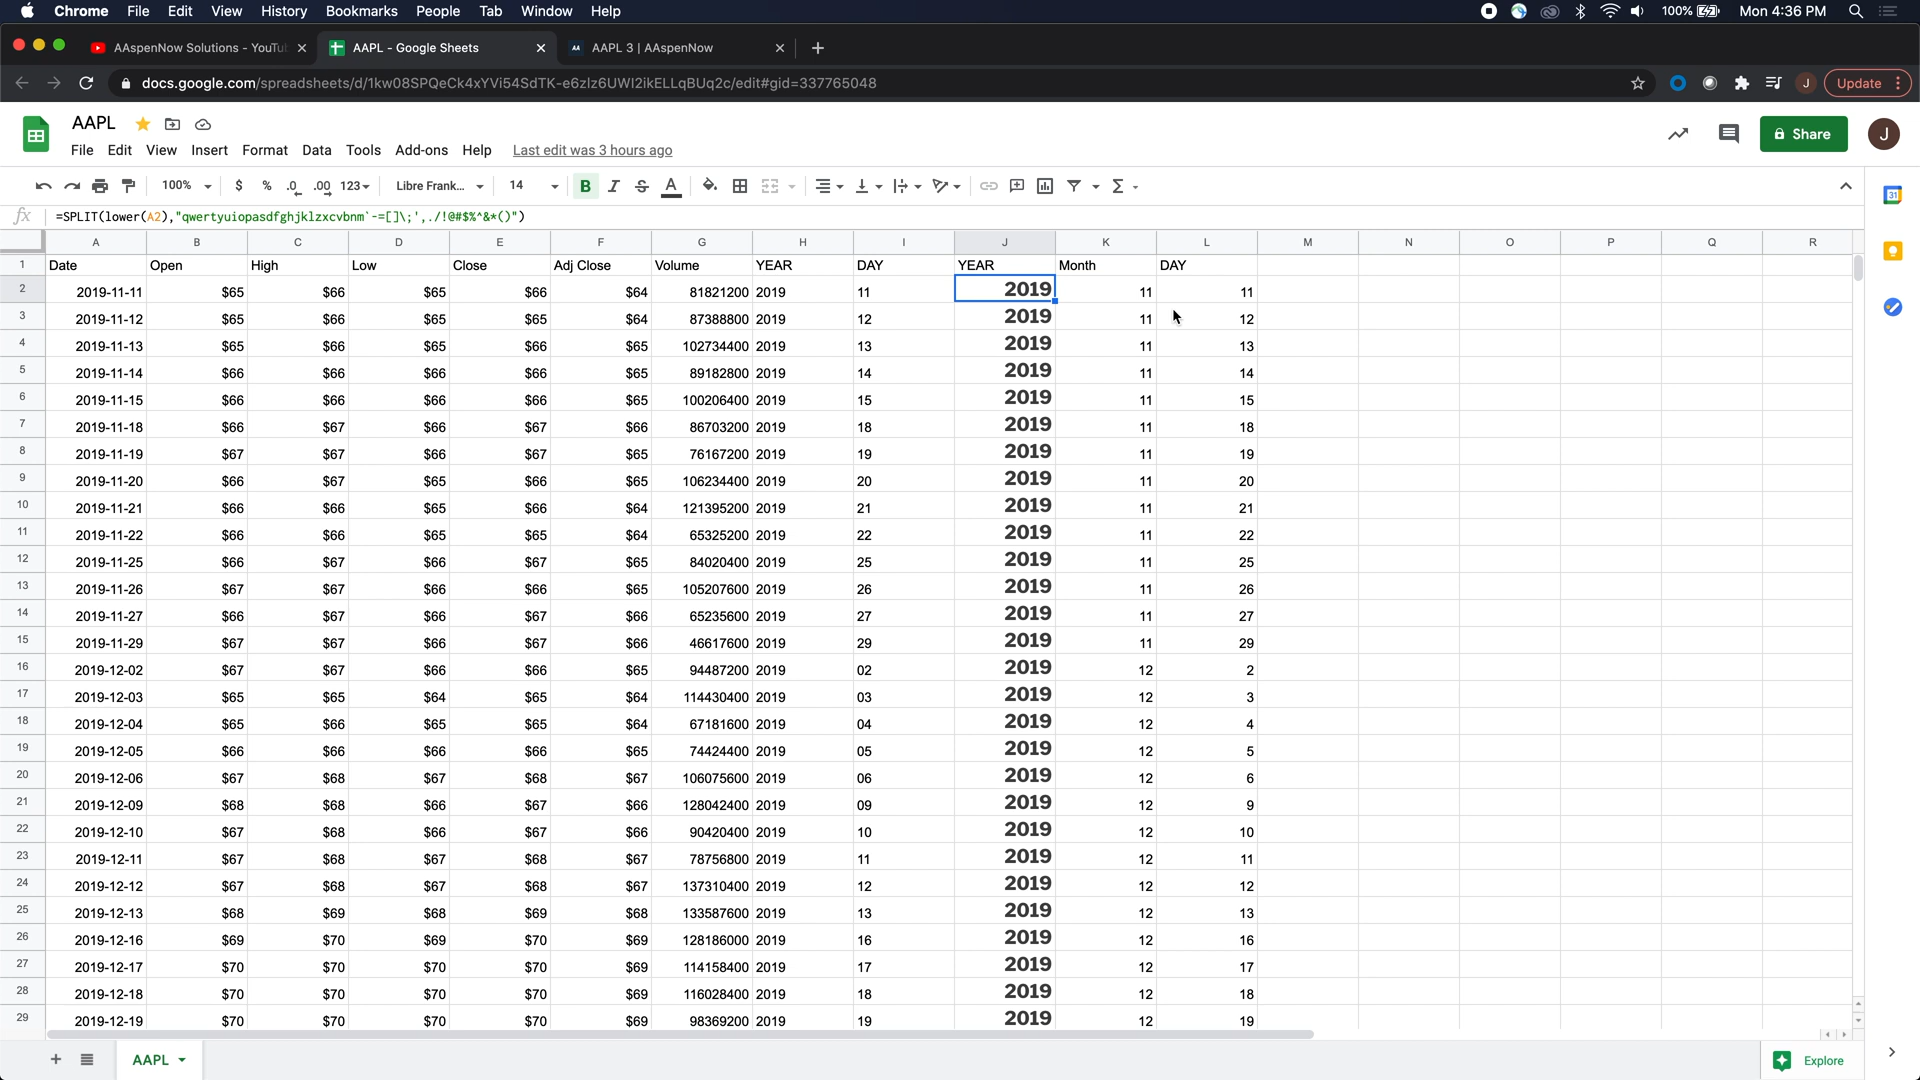 Chrome File Edit View History Bookmarks People Tab Window Help 100% Mon 4:36 PM
AAspenNow Solutions - YouTu AAPL - Google Sheets AAPL 3 | AAspenNow
docs.google.com/spreadsheets/d/1kw08SPQeCk4xYVi54SdTK-e6zIz6UWI2ikELLqBUq2c/edit#gid=337765048 J Update
AAPL Share J
File Edit View Insert Format Data Tools Add-ons Help Last edit was 3 hours ago
100% $ % .0 .00 123 Libre Frank... 14 B I S A Σ 31
fx =SPLIT(lower(A2),"qwertyuiopasdfghjklzxcvbnm`-=[]\;',./!@#$%^&*()")
A B C D E F G H I J K L M N O P Q R
1 Date Open High Low Close Adj Close Volume YEAR DAY YEAR Month DAY
2 2019-11-11 $65 $66 $65 $66 $64 81821200 2019 11 2019 11 11
3 2019-11-12 $65 $66 $65 $65 $64 87388800 2019 12 2019 11 12
4 2019-11-13 $65 $66 $65 $66 $65 102734400 2019 13 2019 11 13
5 2019-11-14 $66 $66 $66 $66 $65 89182800 2019 14 2019 11 14
6 2019-11-15 $66 $66 $66 $66 $65 100206400 2019 15 2019 11 15
7 2019-11-18 $66 $67 $66 $67 $66 86703200 2019 18 2019 11 18
8 2019-11-19 $67 $67 $66 $67 $65 76167200 2019 19 2019 11 19
9 2019-11-20 $66 $67 $65 $66 $65 106234400 2019 20 2019 11 20
10 2019-11-21 $66 $66 $65 $66 $64 121395200 2019 21 2019 11 21
11 2019-11-22 $66 $66 $65 $65 $64 65325200 2019 22 2019 11 22
12 2019-11-25 $66 $67 $66 $67 $65 84020400 2019 25 2019 11 25
13 2019-11-26 $67 $67 $66 $66 $65 105207600 2019 26 2019 11 26
14 2019-11-27 $66 $67 $66 $67 $66 65235600 2019 27 2019 11 27
15 2019-11-29 $67 $67 $66 $67 $66 46617600 2019 29 2019 11 29
16 2019-12-02 $67 $67 $66 $66 $65 94487200 2019 02 2019 12 2
17 2019-12-03 $65 $65 $64 $65 $64 114430400 2019 03 2019 12 3
18 2019-12-04 $65 $66 $65 $65 $64 67181600 2019 04 2019 12 4
19 2019-12-05 $66 $66 $66 $66 $65 74424400 2019 05 2019 12 5
20 2019-12-06 $67 $68 $67 $68 $67 106075600 2019 06 2019 12 6
21 2019-12-09 $68 $68 $66 $67 $66 128042400 2019 09 2019 12 9
22 2019-12-10 $67 $68 $66 $67 $66 90420400 2019 10 2019 12 10
23 2019-12-11 $67 $68 $67 $68 $67 78756800 2019 11 2019 12 11
24 2019-12-12 $67 $68 $67 $68 $67 137310400 2019 12 2019 12 12
25 2019-12-13 $68 $69 $68 $69 $68 133587600 2019 13 2019 12 13
26 2019-12-16 $69 $70 $69 $70 $69 128186000 2019 16 2019 12 16
27 2019-12-17 $70 $70 $70 $70 $69 114158400 2019 17 2019 12 17
28 2019-12-18 $70 $70 $70 $70 $69 116028400 2019 18 2019 12 18
29 2019-12-19 $70 $70 $70 $70 $69 98369200 2019 19 2019 12 19
AAPL Explore